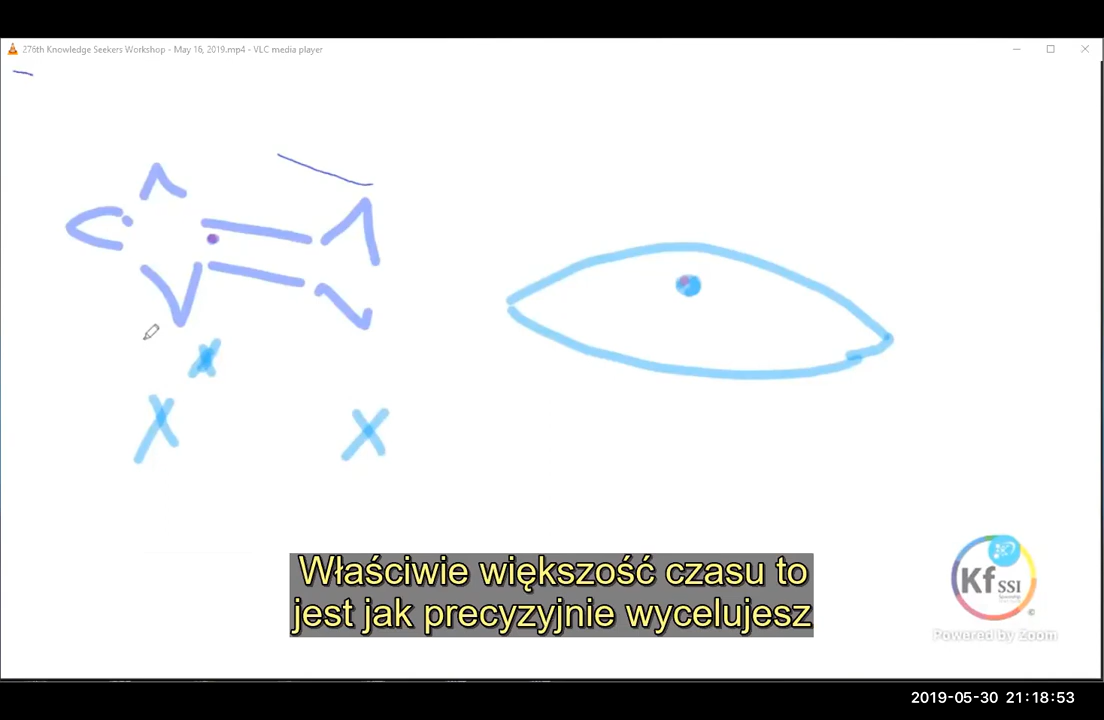 276th Knowledge Seekers Workshop - May 16, 2019.mp4 - VLC media player
X
X
X
Właściwie większość czasu to
jest jak precyzyjnie wycelujesz
Kf SSI
©
Powered by Zoom
2019-05-30 21:18:53